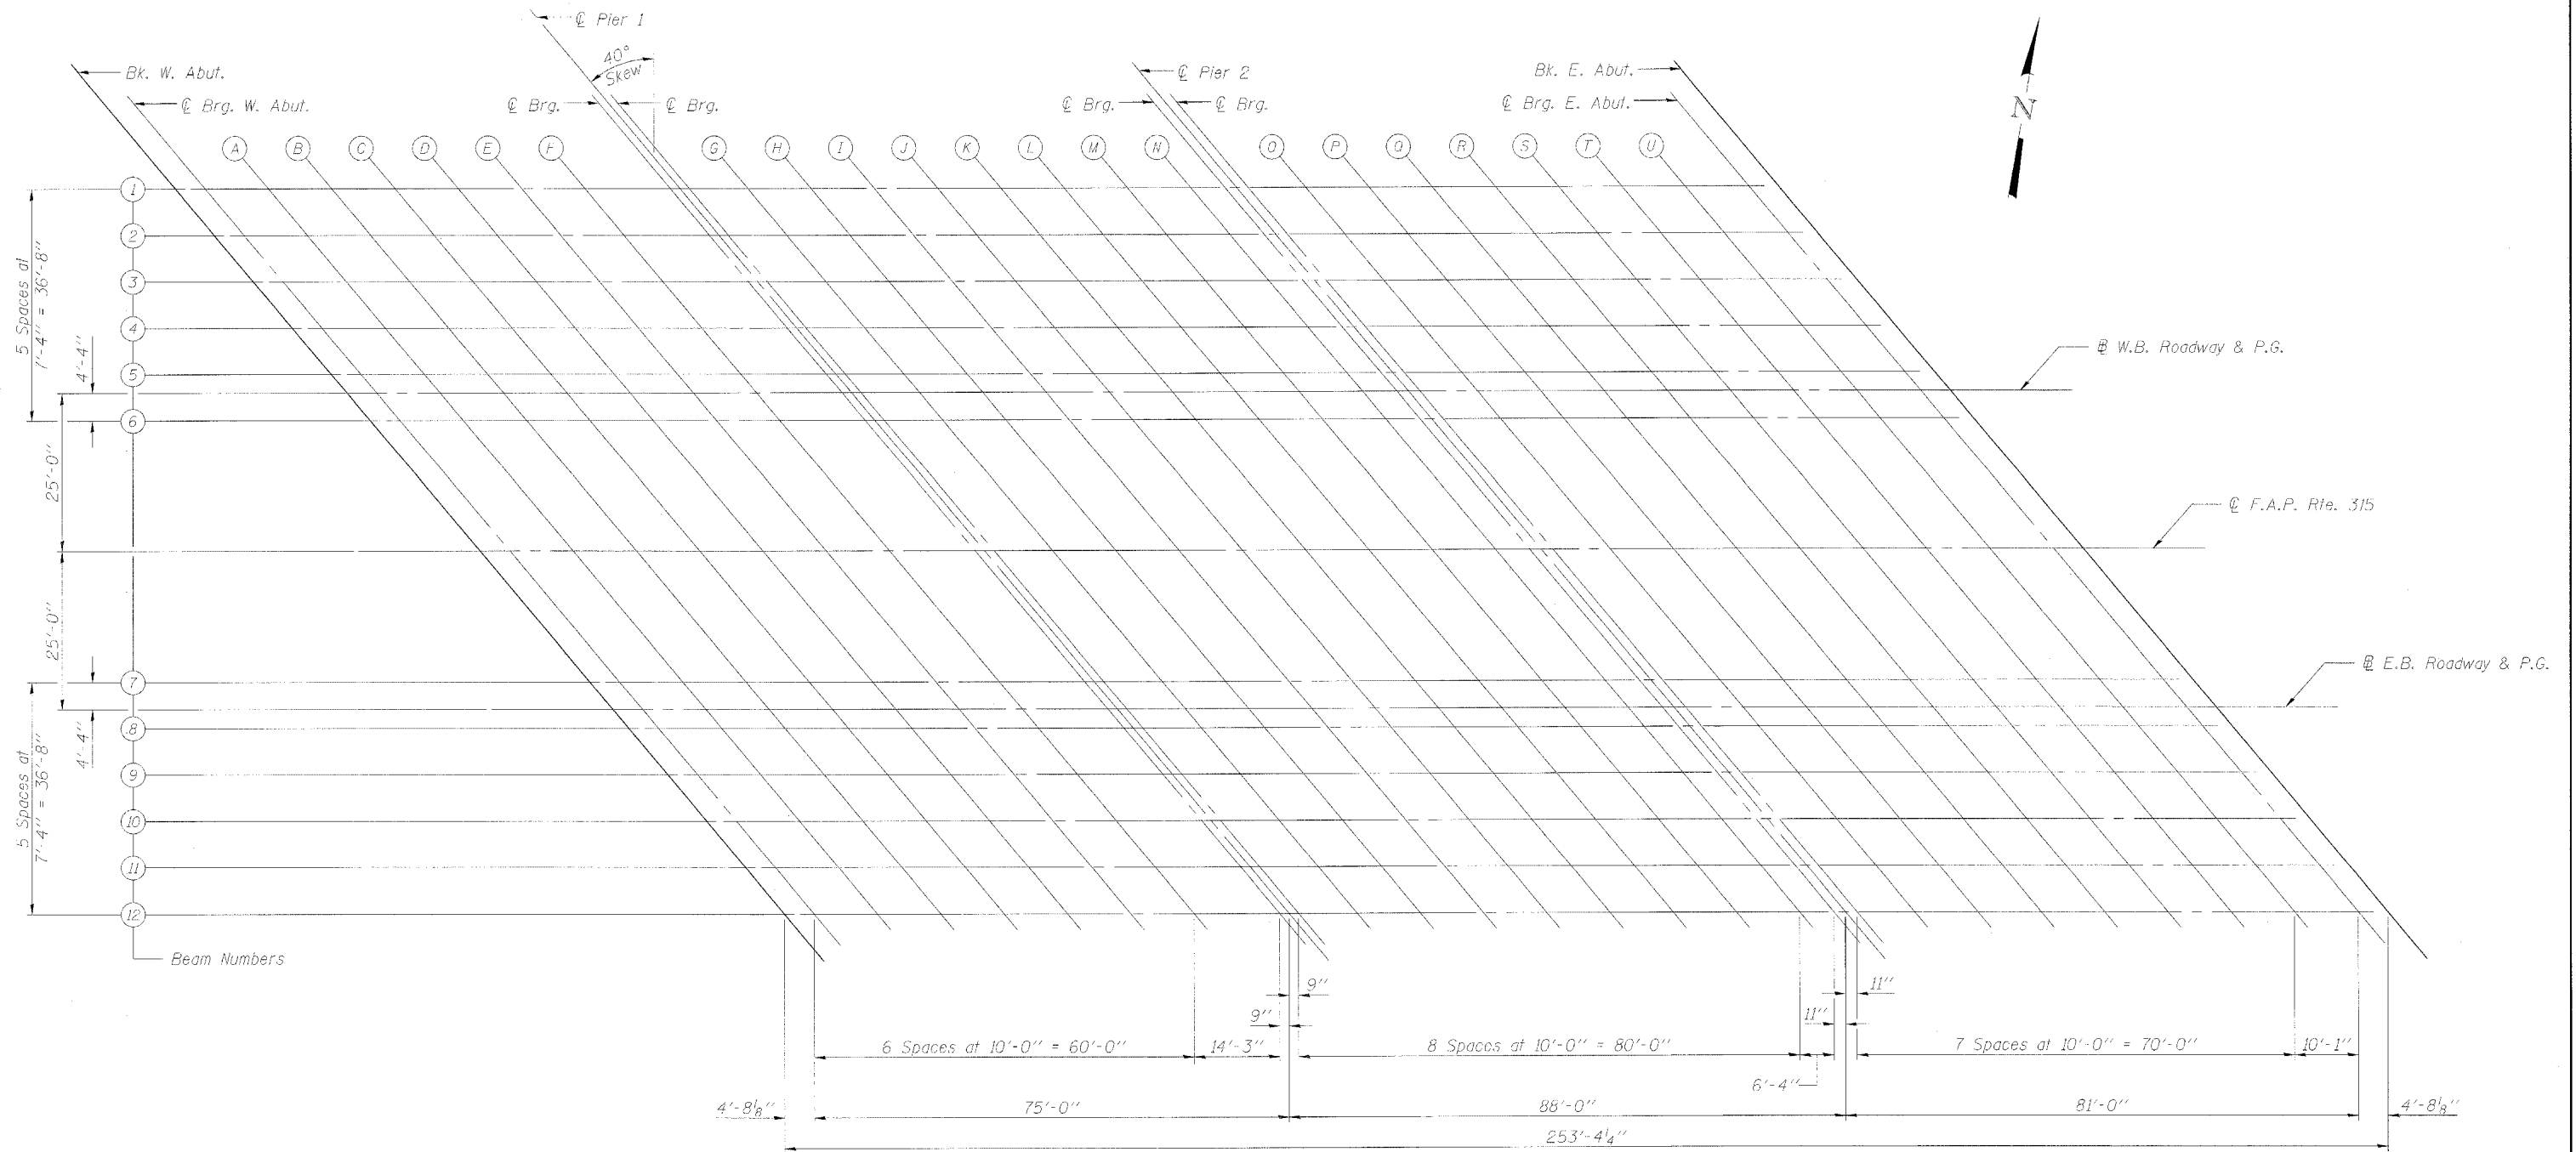 ℄ Pier 1
40°
Skew
Bk. W. Abut.
℄ Brg. W. Abut.
℄ Brg.
℄ Brg.
℄ Pier 2
℄ Brg.
℄ Brg.
Bk. E. Abut.
℄ Brg. E. Abut.
N
A B C D E F G H I J K L M N O P Q R S T U
1
2
3
4
5
6
7
8
9
10
11
12
Beam Numbers
5 Spaces at
7'-4" = 36'-8"
4'-4"
25'-0"
25'-0"
4'-4"
5 Spaces at
7'-4" = 36'-8"
B W.B. Roadway & P.G.
℄ F.A.P. Rte. 315
B E.B. Roadway & P.G.
9"
9"
11"
11"
6 Spaces at 10'-0" = 60'-0"
14'-3"
8 Spaces at 10'-0" = 80'-0"
6'-4"
7 Spaces at 10'-0" = 70'-0"
10'-1"
4'-8⅛"
75'-0"
88'-0"
81'-0"
4'-8⅛"
253'-4¼"